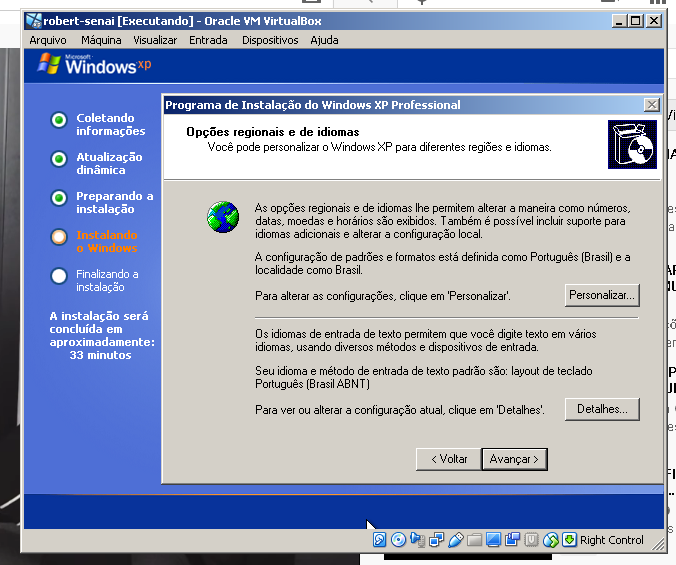 robert-senai [Executando] - Oracle VM VirtualBox
Arquivo Máquina Visualizar Entrada Dispositivos Ajuda
Microsoft
Windows xp
Coletando
informações
Atualização
dinâmica
Preparando a
instalação
Instalando
o Windows
Finalizando a
instalação
A instalação será
concluída em
aproximadamente:
33 minutos
Programa de Instalação do Windows XP Professional
Opções regionais e de idiomas
Você pode personalizar o Windows XP para diferentes regiões e idiomas.
As opções regionais e de idiomas lhe permitem alterar a maneira como números,
datas, moedas e horários são exibidos. Também é possível incluir suporte para
idiomas adicionais e alterar a configuração local.
A configuração de padrões e formatos está definida como Português (Brasil) e a
localidade como Brasil.
Para alterar as configurações, clique em 'Personalizar'.
Personalizar...
Os idiomas de entrada de texto permitem que você digite texto em vários
idiomas, usando diversos métodos e dispositivos de entrada.
Seu idioma e método de entrada de texto padrão são: layout de teclado
Português (Brasil ABNT)
Para ver ou alterar a configuração atual, clique em 'Detalhes'.
Detalhes...
< Voltar
Avançar >
Right Control